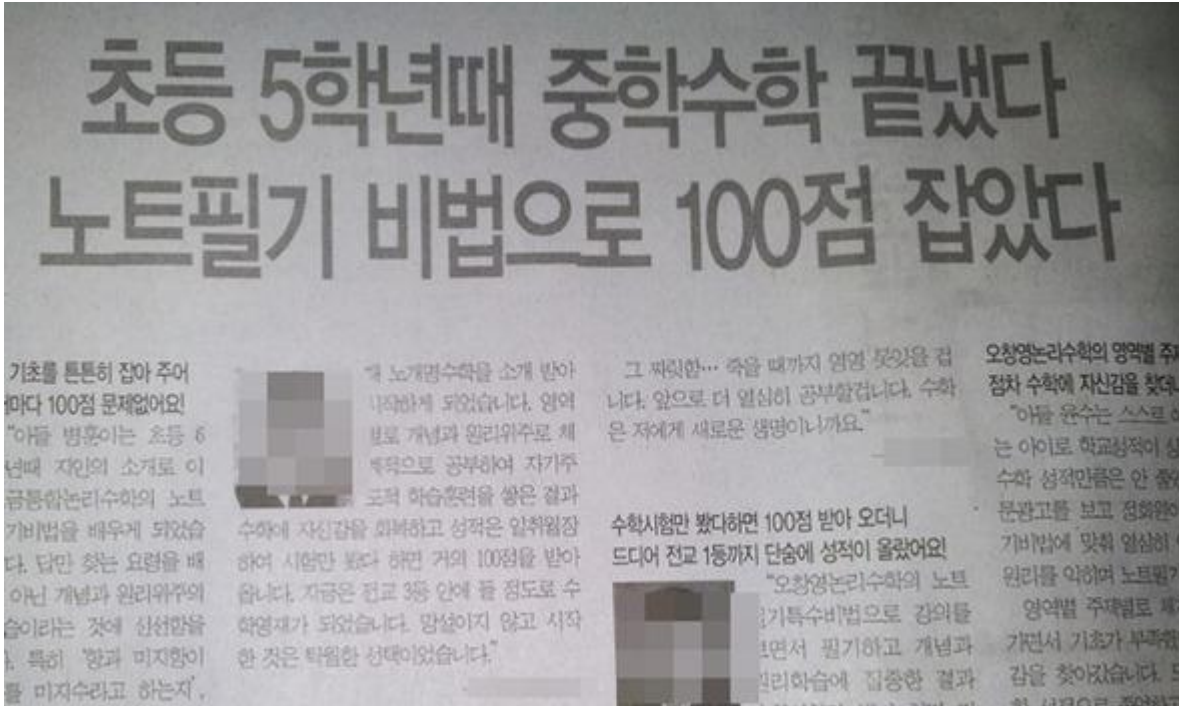 초등 5학년때 중학수학 끝냈다
노트필기 비법으로 100점 잡았다
기초를 튼튼히 잡아 주어
마다 100점 문제없어요!
"아들 병훈이는 초등 6
년때 지인의 소개로 이
금통합논리수학의 노트
기비법을 배우게 되었습
다. 답만 찾는 요령을 배
아닌 개념과 원리위주의
습이라는 것에 신선함을
특히 '항과 미지항이
를 미지수라고 하는지',
노개명수학을 소개 받아
시작하게 되었습니다. 영역
별로 개념과 원리위주로 체
계적으로 공부하여 자기주
도적 학습훈련을 쌓은 결과
수학에 자신감을 회복하고 성적은 일취월장
하여 시험만 봤다 하면 거의 100점을 받아
옵니다. 지금은 전교 3등 안에 들 정도로 수
학영재가 되었습니다. 망설이지 않고 시작
한 것은 탁월한 선택이었습니다."
그 짜릿함… 죽을 때까지 영영 못잊을 겁
니다. 앞으로 더 열심히 공부할겁니다. 수학
은 저에게 새로운 생명이니까요."
수학시험만 봤다하면 100점 받아 오더니
드디어 전교 1등까지 단숨에 성적이 올랐어요!
"오창영논리수학의 노트
필기특수비법으로 강의를
보면서 필기하고 개념과
원리학습에 집중한 결과
오창영논리수학의 영역별 주제
점차 수학에 자신감을 찾더니
"아들 윤수는 스스로
는 아이로 학교성적이 상
수학 성적만큼은 안 좋
문광고를 보고 정회원
기비법에 맞춰 열심히
원리를 익히며 노트필기
영역별 주제별로 체
가면서 기초가 부족했
감을 찾아갔습니다.